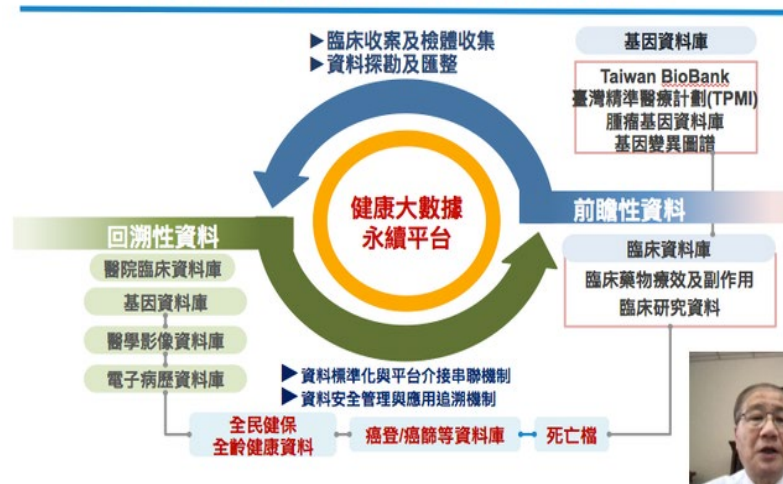 ▶臨床收案及檢體收集
▶資料探勘及匯整
基因資料庫
Taiwan BioBank
臺灣精準醫療計劃(TPMI)
腫瘤基因資料庫
基因變異圖譜
健康大數據
永續平台
前瞻性資料
臨床資料庫
臨床藥物療效及副作用
臨床研究資料
回溯性資料
醫院臨床資料庫
基因資料庫
醫學影像資料庫
電子病歷資料庫
▶資料標準化與平台介接串聯機制
▶資料安全管理與應用追溯機制
全民健保
全齡健康資料
癌登/癌篩等資料庫
死亡檔